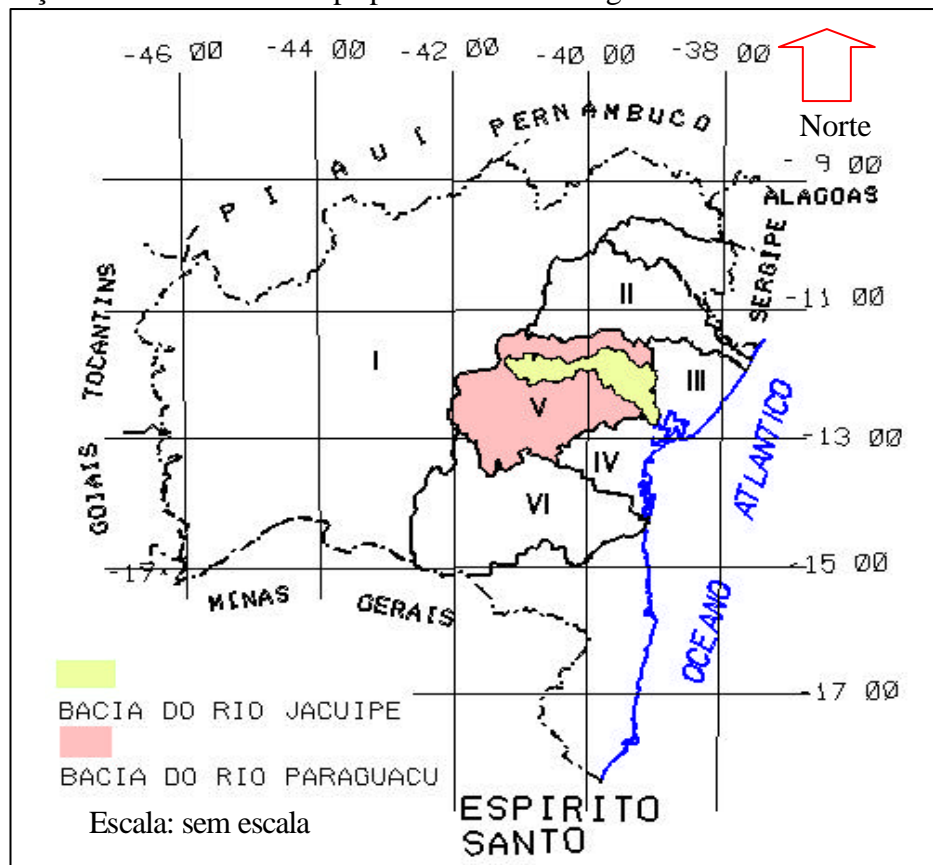 -46 00 -44 00 -42 00 -40 00 -38 00
Norte
PIAUI
PERNAMBUCO
- 9 00
ALAGOAS
SERGIPE
TOCANTINS
GOIAIS
II
-11 00
I
III
V
ATLANTICO
-13 00
IV
VI
-17
-15 00
MINAS GERAIS
OCEANO
-17 00
BACIA DO RIO JACUIPE
BACIA DO RIO PARAGUACU
Escala: sem escala
ESPIRITO
SANTO